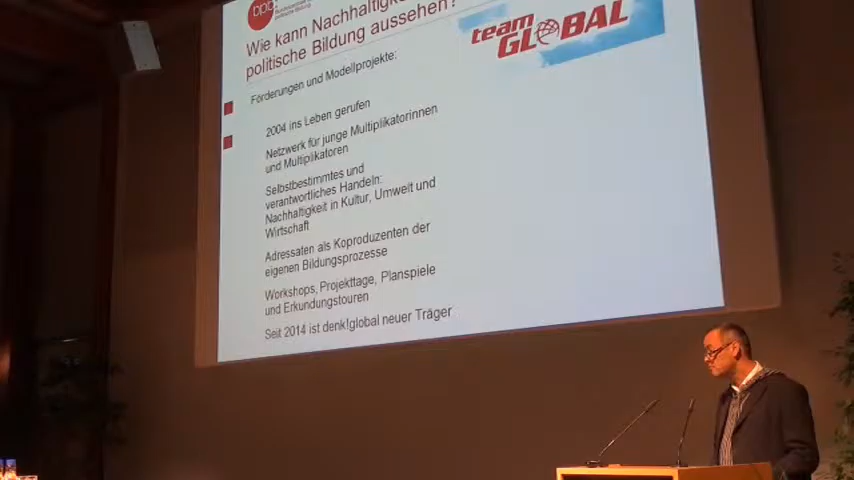 bpb
Wie kann Nachhaltigkei
politische Bildung aussehen?
team
GLOBAL
Förderungen und Modellprojekte:
2004 ins Leben gerufen
Netzwerk für junge Multiplikatorinnen
und Multiplikatoren
Selbstbestimmtes und
verantwortliches Handeln:
Nachhaltigkeit in Kultur, Umwelt und
Wirtschaft
Adressaten als Koproduzenten der
eigenen Bildungsprozesse
Workshops, Projekttage, Planspiele
und Erkundungstouren
Seit 2014 ist denk!global neuer Träger